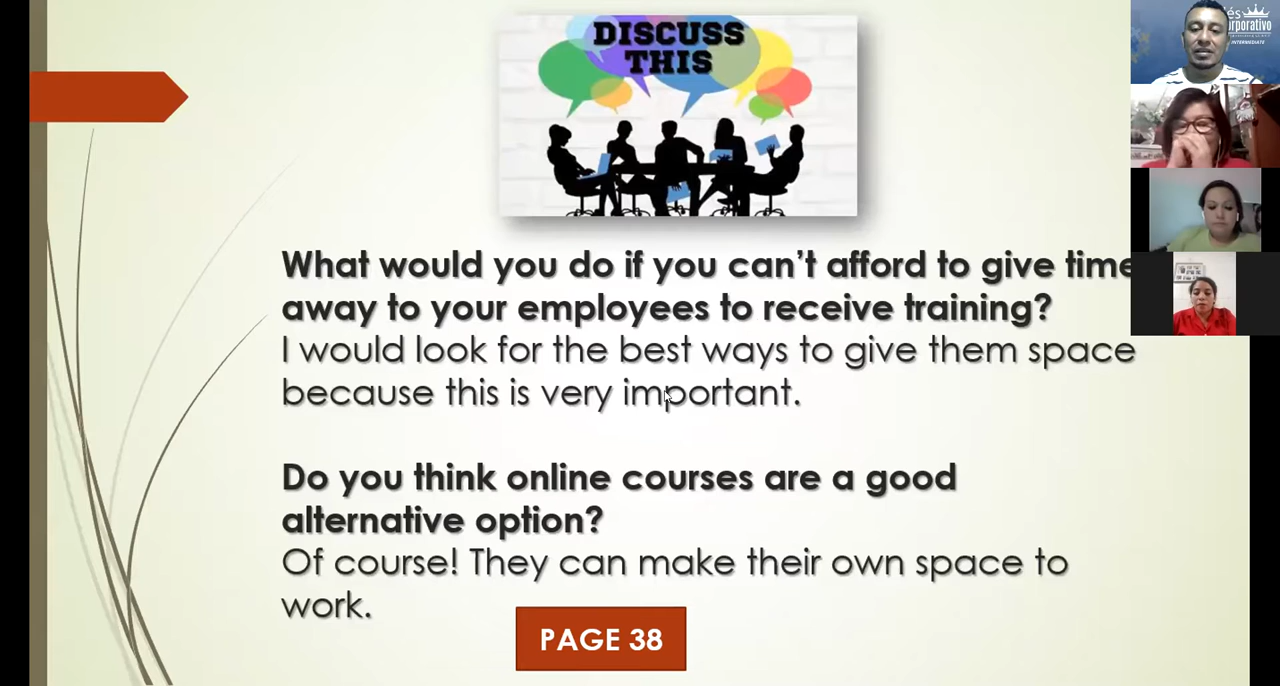 DISCUSS
THIS
What would you do if you can't afford to give time
away to your employees to receive training?
I would look for the best ways to give them space
because this is very important.
Do you think online courses are a good
alternative option?
Of course! They can make their own space to
work.
PAGE 38
INTERMEDIATE